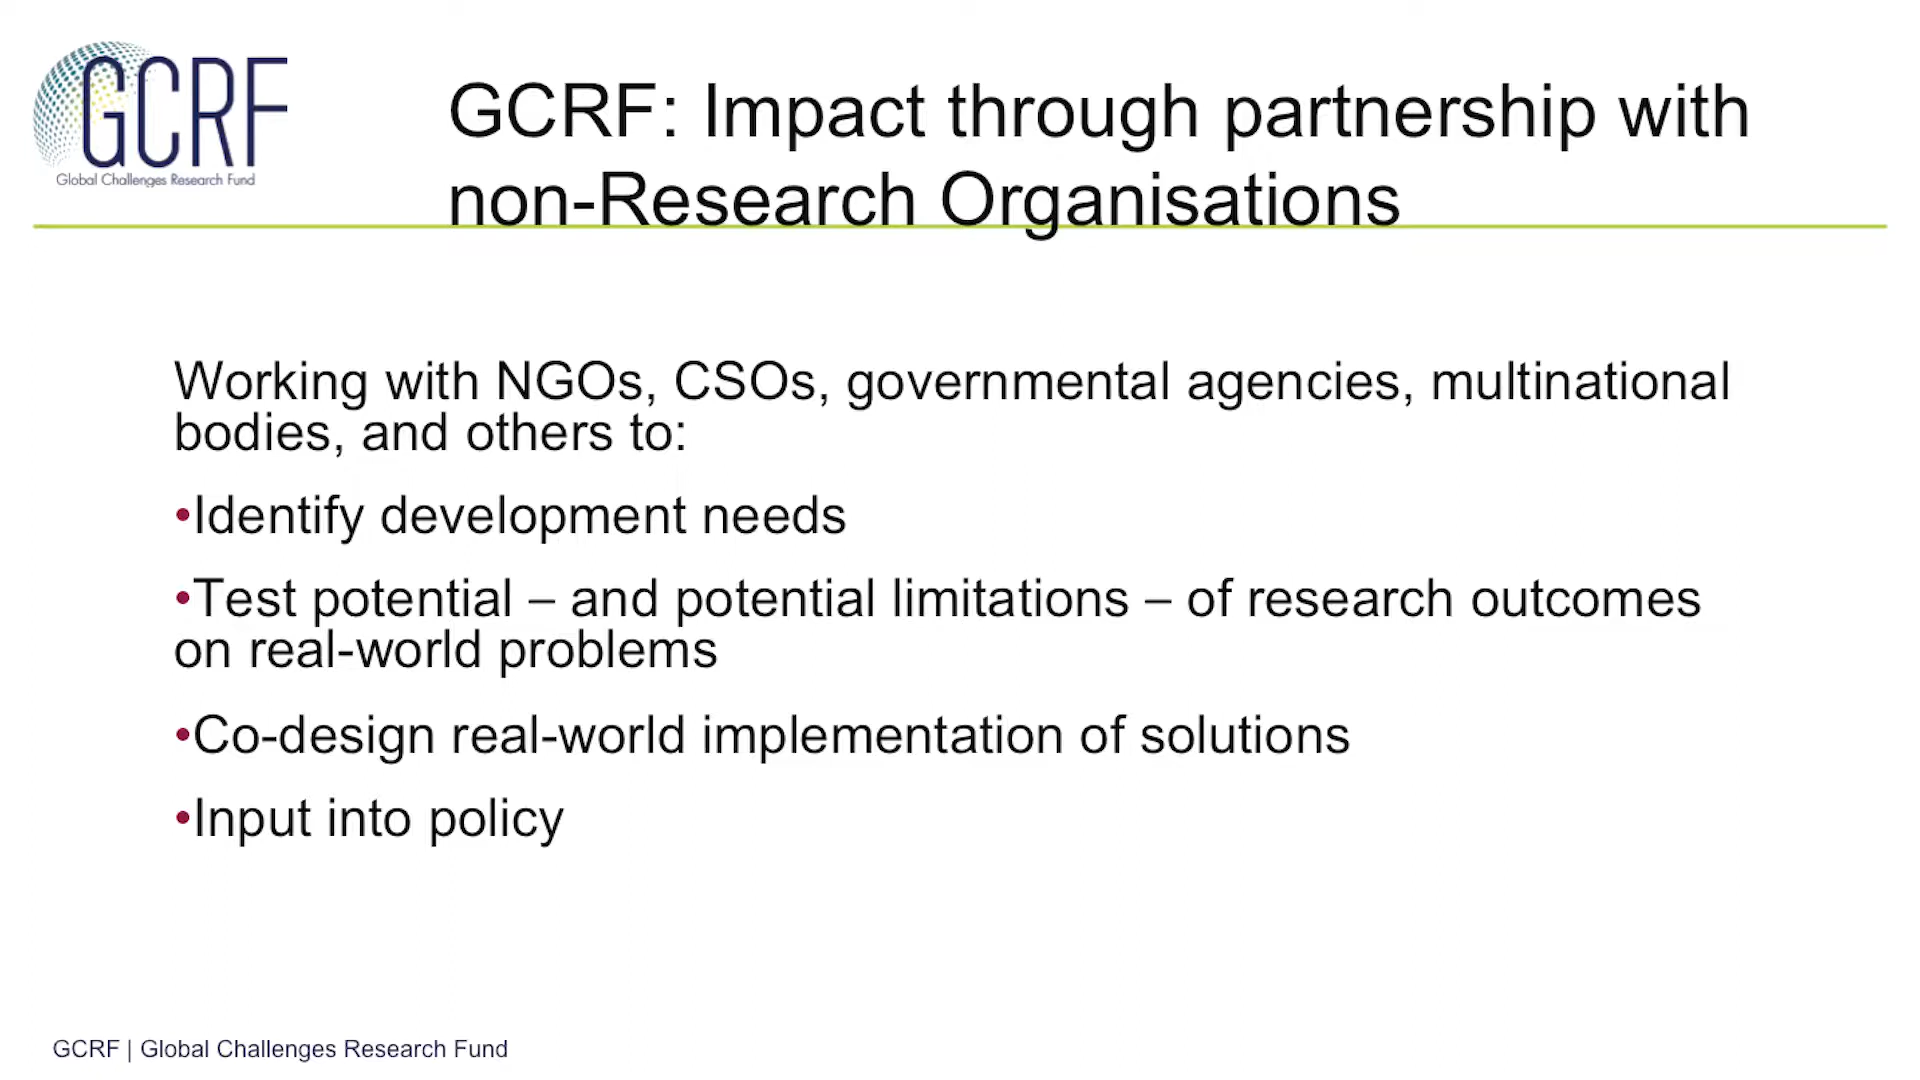 GCRF
Global Challenges Research Fund
GCRF: Impact through partnership with
non-Research Organisations
Working with NGOs, CSOs, governmental agencies, multinational
bodies, and others to:
•Identify development needs
•Test potential – and potential limitations – of research outcomes
on real-world problems
•Co-design real-world implementation of solutions
•Input into policy
GCRF | Global Challenges Research Fund